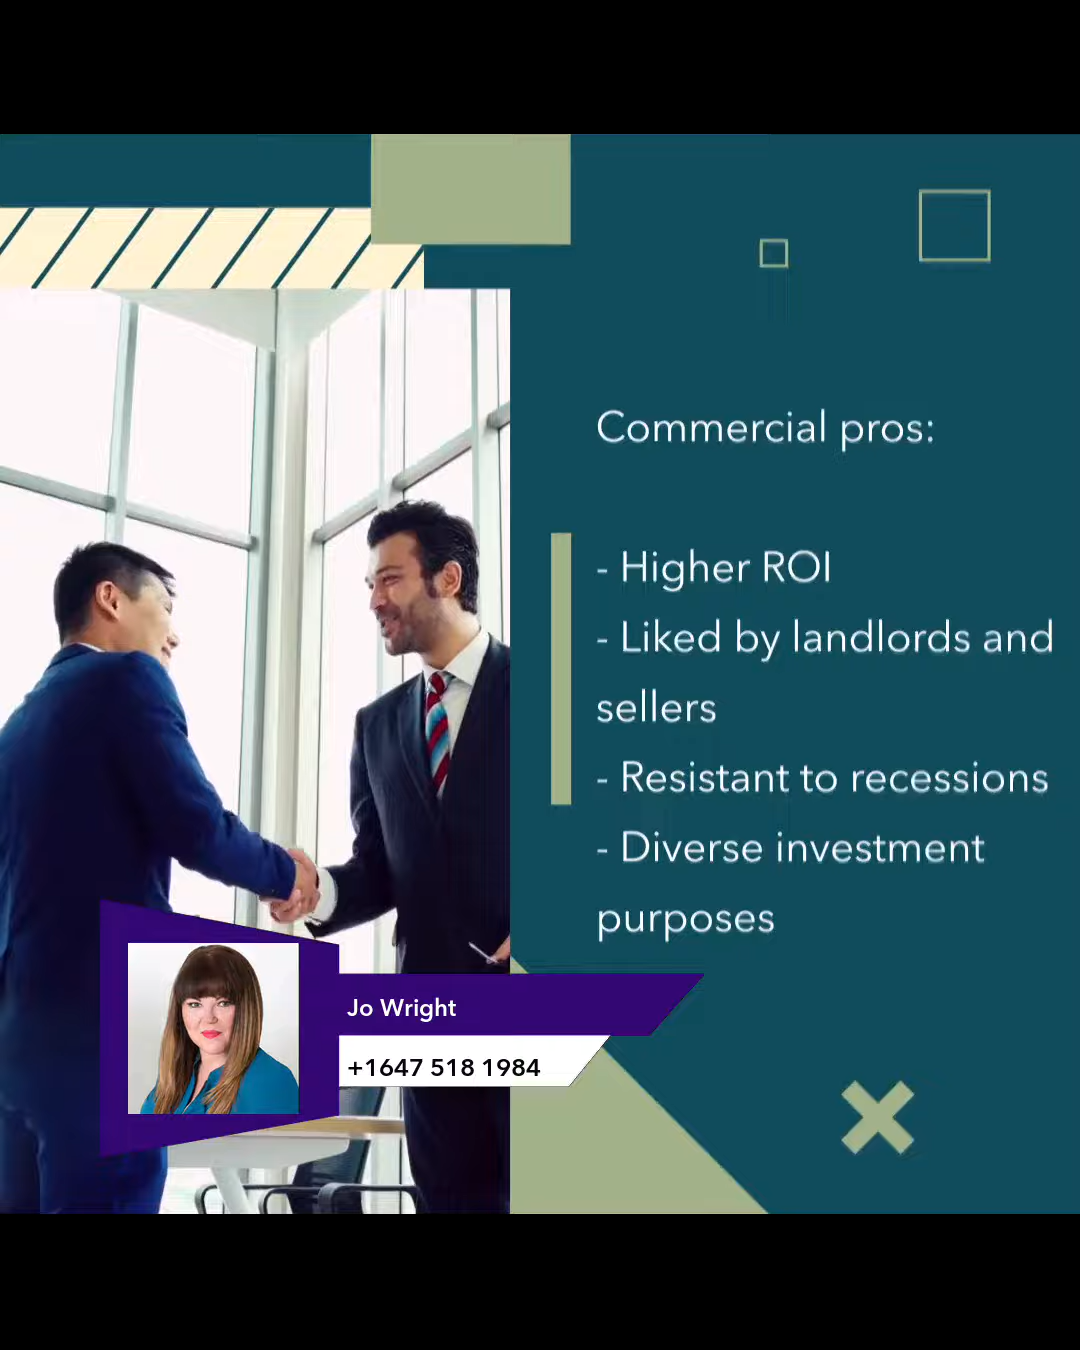 Commercial pros:
- Higher ROI
- Liked by landlords and
sellers
- Resistant to recessions
- Diverse investment
purposes
Jo Wright
+1647 518 1984